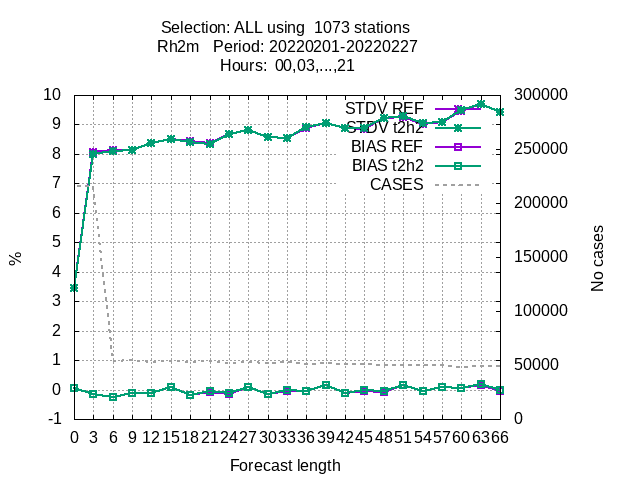 Selection: ALL using  1073 stations
Rh2m   Period: 20220201-20220227
Hours:  00,03,...,21
STDV REF
STDV t2h2
BIAS REF
BIAS t2h2
CASES
%
10
9
8
7
6
5
4
3
2
1
0
-1
300000
250000
200000
150000
100000
50000
0
No cases
0 3 6 9 12 15 18 21 24 27 30 33 36 39 42 45 48 51 54 57 60 63 66
Forecast length